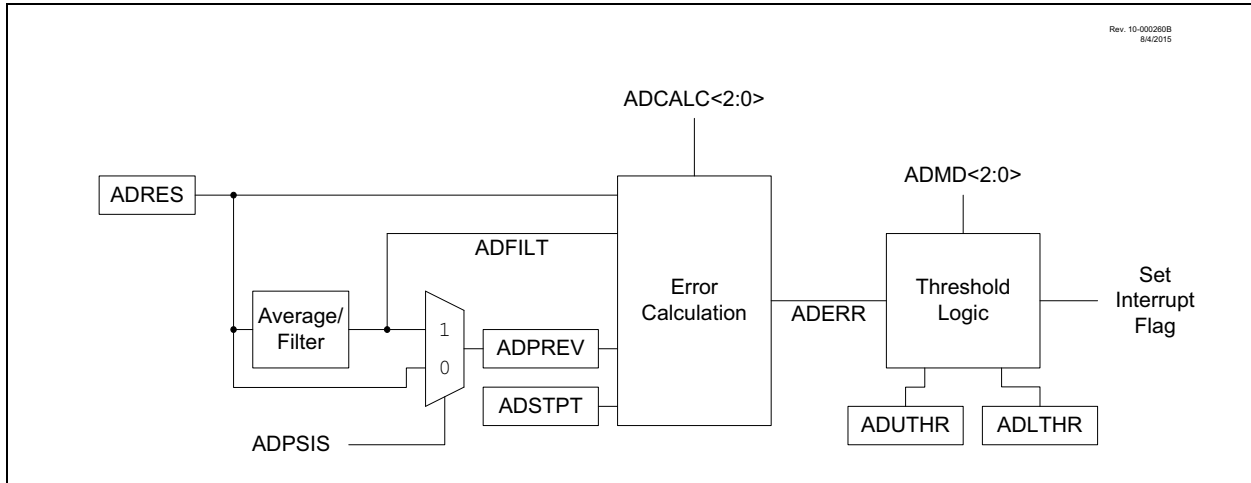 Rev. 10-000260B
8/4/2015
ADCALC<2:0>
ADMD<2:0>
ADRES
ADFILT
Average/
Filter
1
0
ADPREV
ADSTPT
ADPSIS
Error
Calculation
ADERR
Threshold
Logic
Set
Interrupt
Flag
ADUTHR
ADLTHR